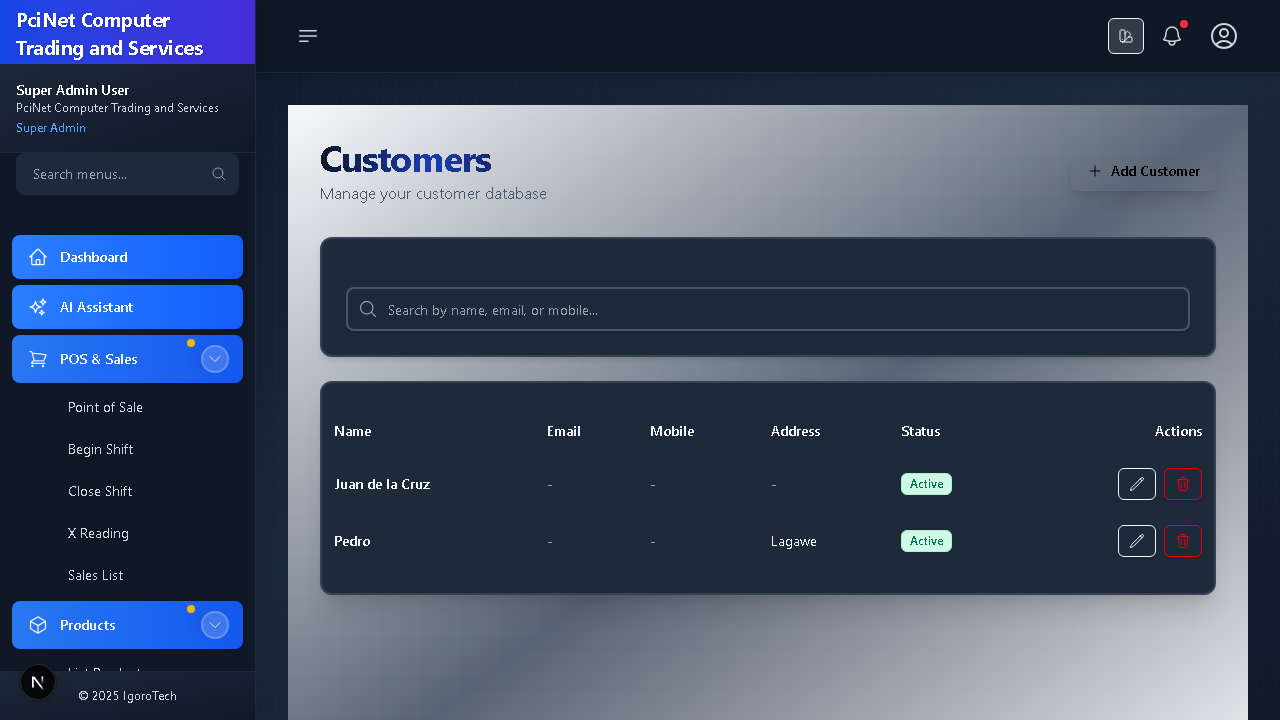 PciNet Computer
Trading and Services
Super Admin User
PciNet Computer Trading and Services
Super Admin
Search menus...
Dashboard
AI Assistant
POS & Sales
Point of Sale
Begin Shift
Close Shift
X Reading
Sales List
Products
N
© 2025 IgoroTech
Customers
Manage your customer database
Add Customer
Search by name, email, or mobile...
Name Email Mobile Address Status Actions
Juan de la Cruz - - - Active
Pedro - - Lagawe Active